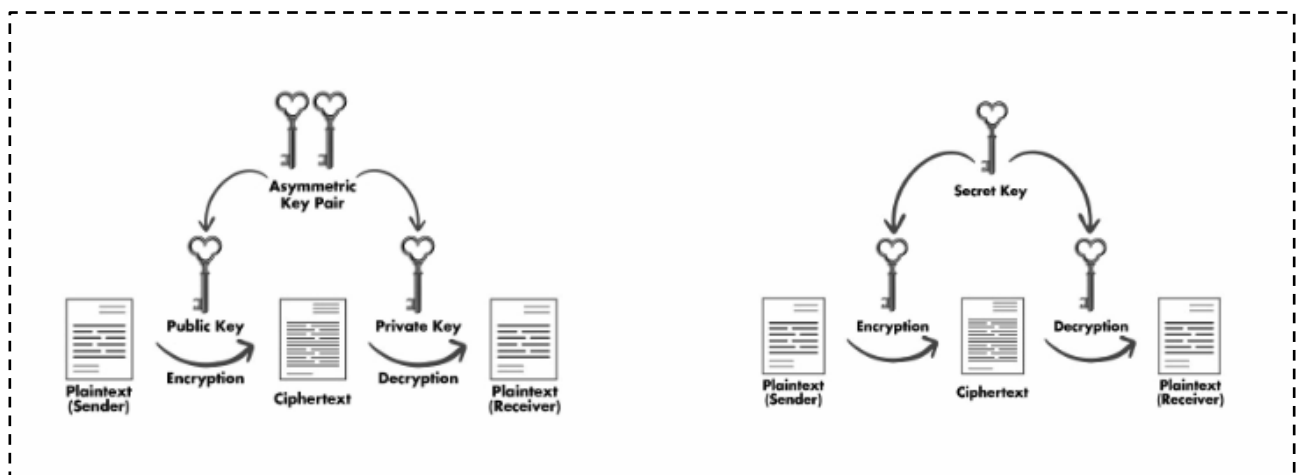 Asymmetric
Key Pair
Public Key
Encryption
Private Key
Decryption
Plaintext
(Sender)
Ciphertext
Plaintext
(Receiver)
Secret Key
Encryption
Decryption
Plaintext
(Sender)
Ciphertext
Plaintext
(Receiver)